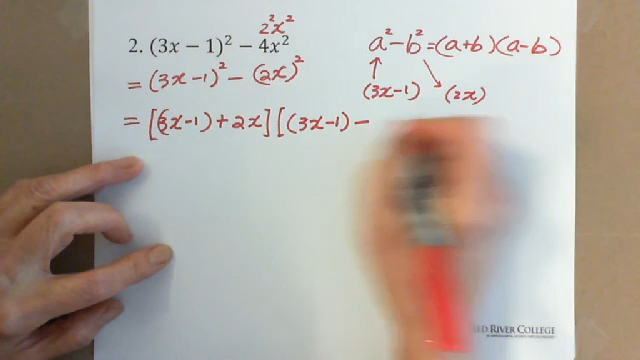 2²x²
2. (3x − 1)² − 4x²
a² − b² = (a+b)(a−b)
= (3x−1)² − (2x)²
(3x−1) (2x)
= [(3x−1) + 2x] [(3x−1) −
RIVER COLLEGE